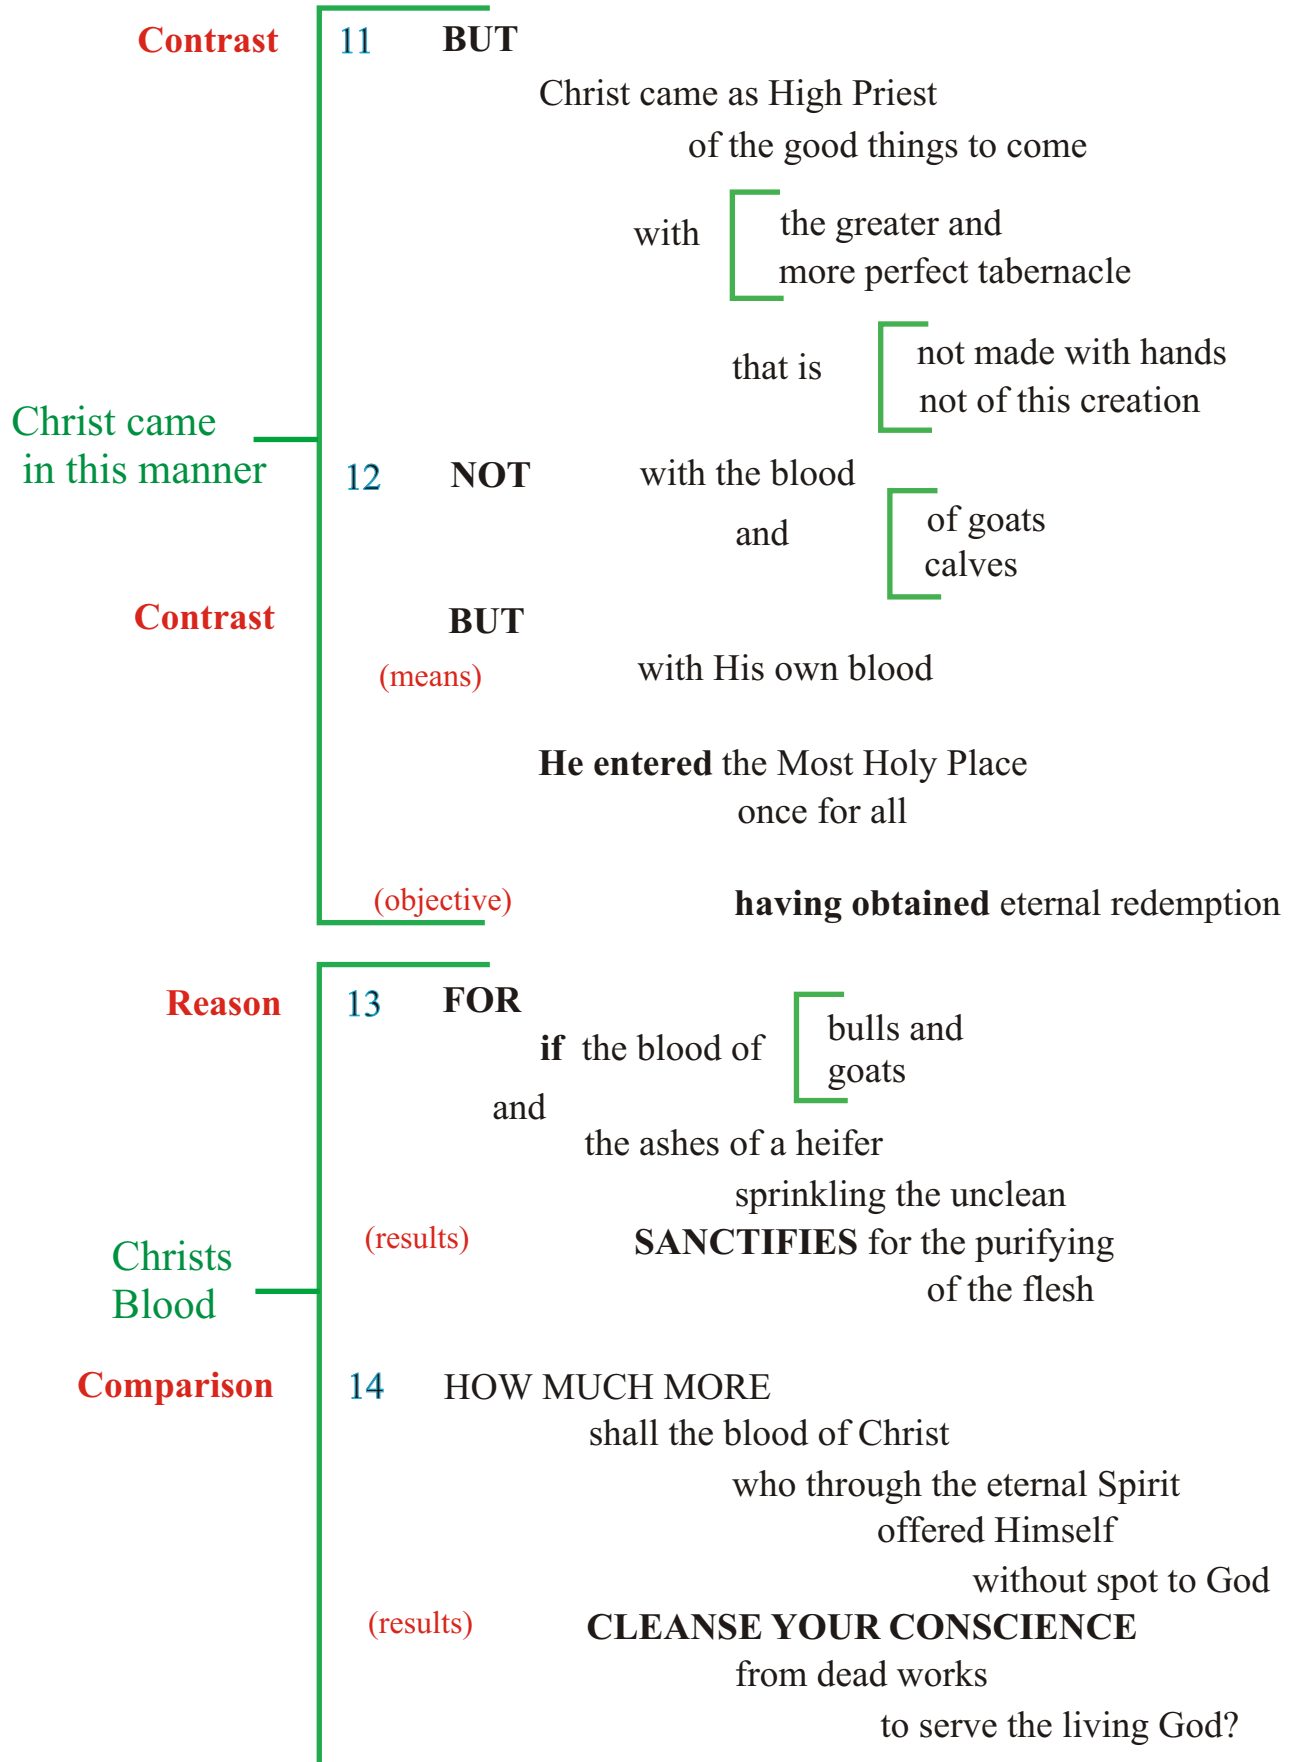 Contrast 11 BUT
Christ came as High Priest
of the good things to come
with the greater and
more perfect tabernacle
that is not made with hands
not of this creation
Christ came
in this manner
12 NOT with the blood
and of goats
calves
Contrast BUT
(means) with His own blood
He entered the Most Holy Place
once for all
(objective) having obtained eternal redemption
Reason 13 FOR
if the blood of bulls and
goats
and
the ashes of a heifer
sprinkling the unclean
(results) SANCTIFIES for the purifying
of the flesh
Christs
Blood
Comparison 14 HOW MUCH MORE
shall the blood of Christ
who through the eternal Spirit
offered Himself
without spot to God
(results) CLEANSE YOUR CONSCIENCE
from dead works
to serve the living God?